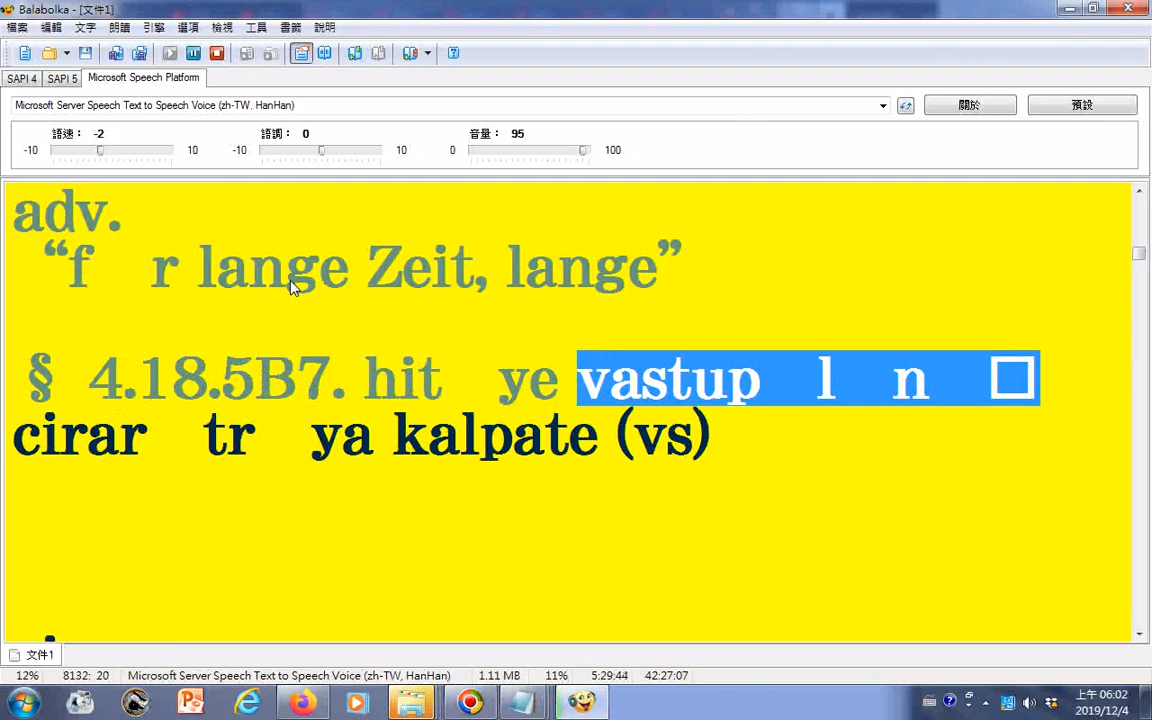 Balabolka - [文件1]
檔案 編輯 文字 朗讀 引擎 選項 檢視 工具 書籤 說明
SAPI 4 SAPI 5 Microsoft Speech Platform
Microsoft Server Speech Text to Speech Voice (zh-TW, HanHan) 關於 預設
語速： -2 語調： 0 音量： 95
-10 10 -10 10 0 100
adv.
“f r lange Zeit, lange”
§ 4.18.5B7. hit ye vastup l n □
cirar tr ya kalpate (vs)
文件1
12% 8132: 20 Microsoft Server Speech Text to Speech Voice (zh-TW, HanHan) 1.11 MB 11% 5:29:44 42:27:07
上午 06:02
2019/12/4